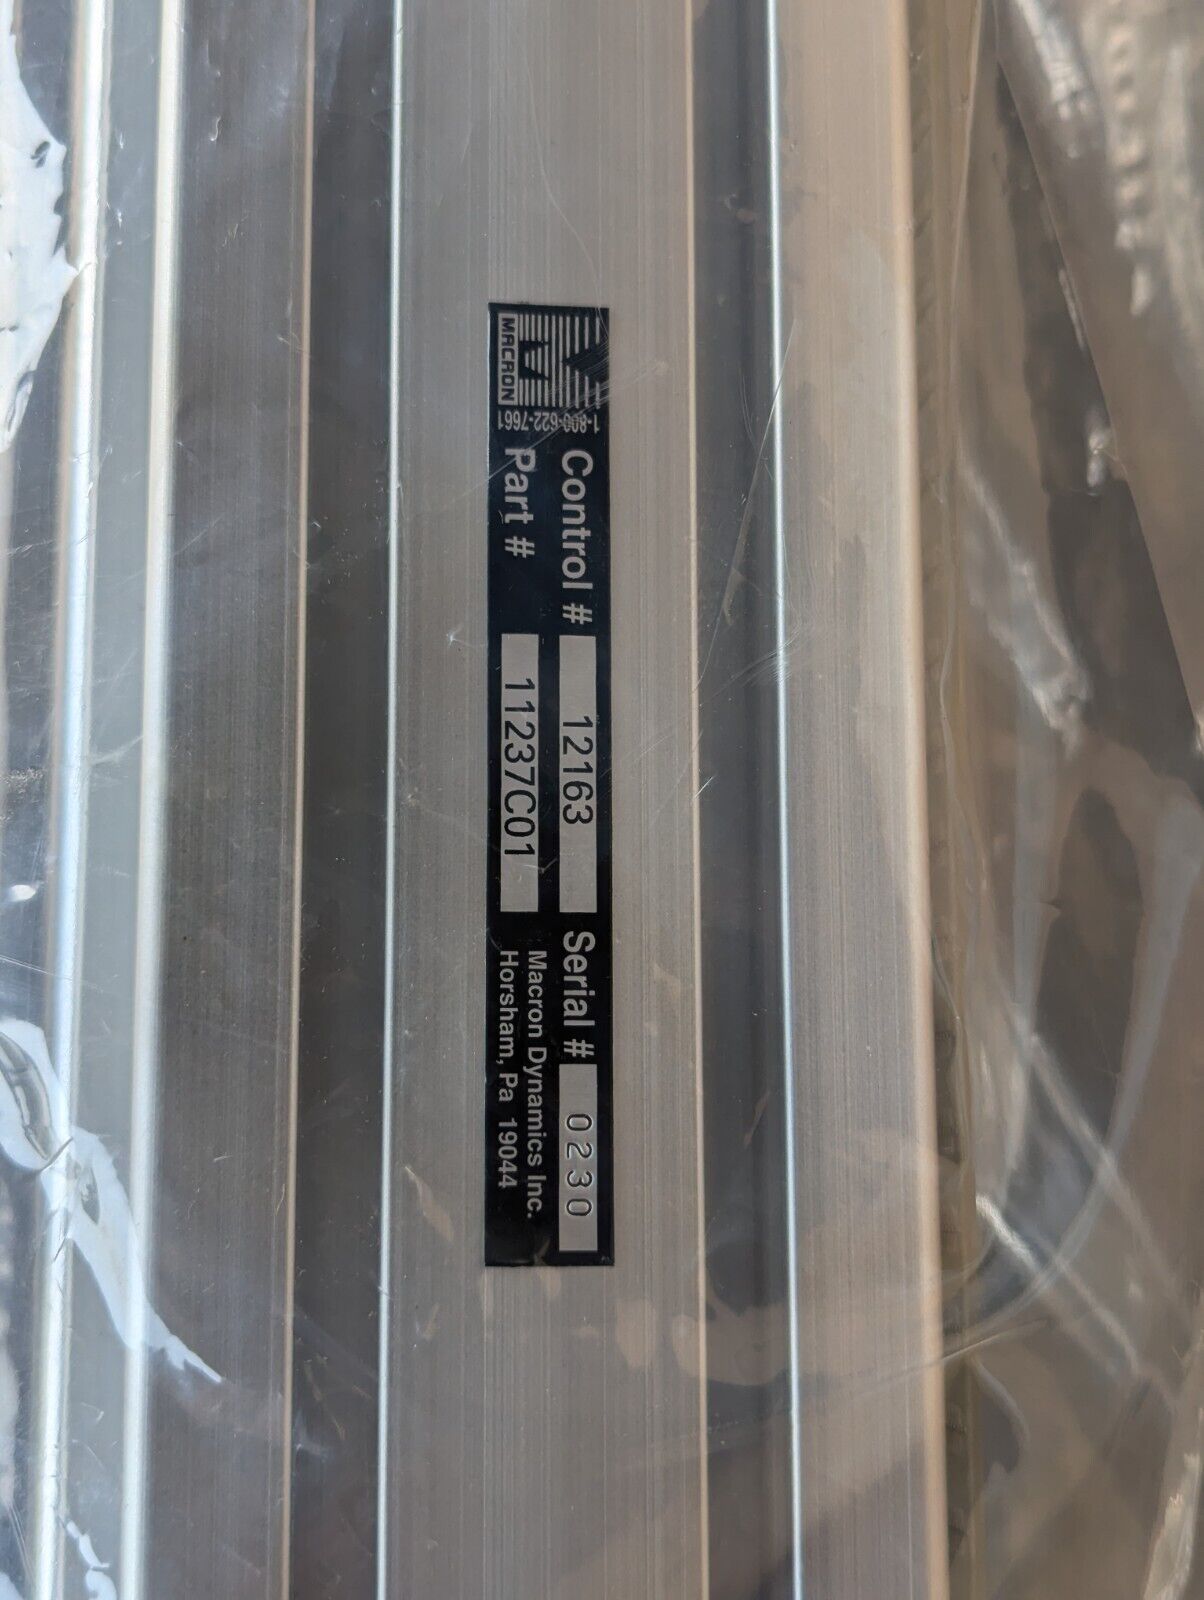 MACRON
1-800-622-7661
Control # 12163 Serial # 0230
Part # 11237C01
Macron Dynamics Inc.
Horsham, Pa 19044